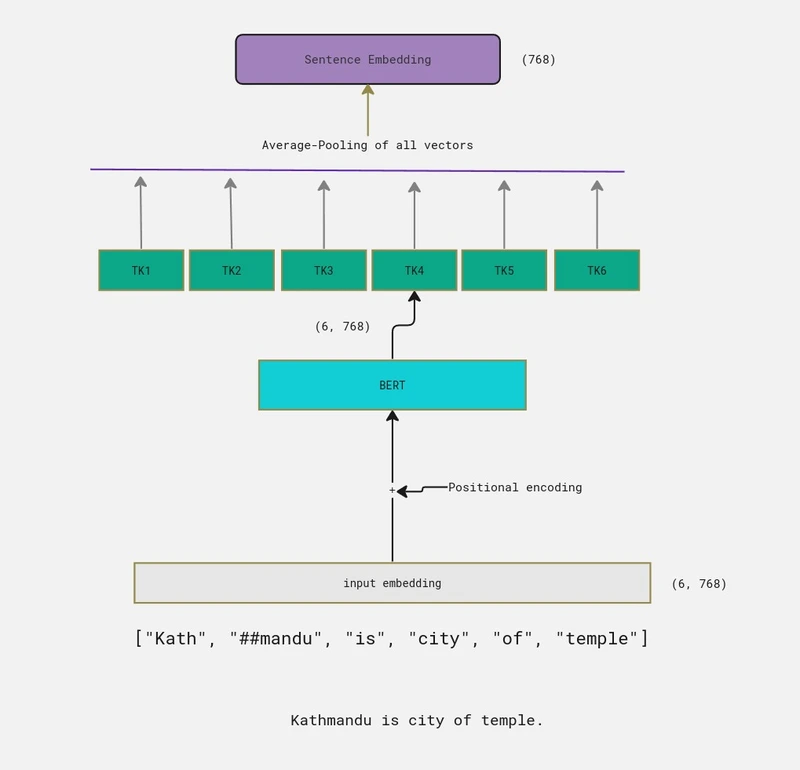 Sentence Embedding
(768)
Average-Pooling of all vectors
TK1
TK2
TK3
TK4
TK5
TK6
(6, 768)
BERT
+
Positional encoding
input embedding
(6, 768)
["Kath", "##mandu", "is", "city", "of", "temple"]
Kathmandu is city of temple.